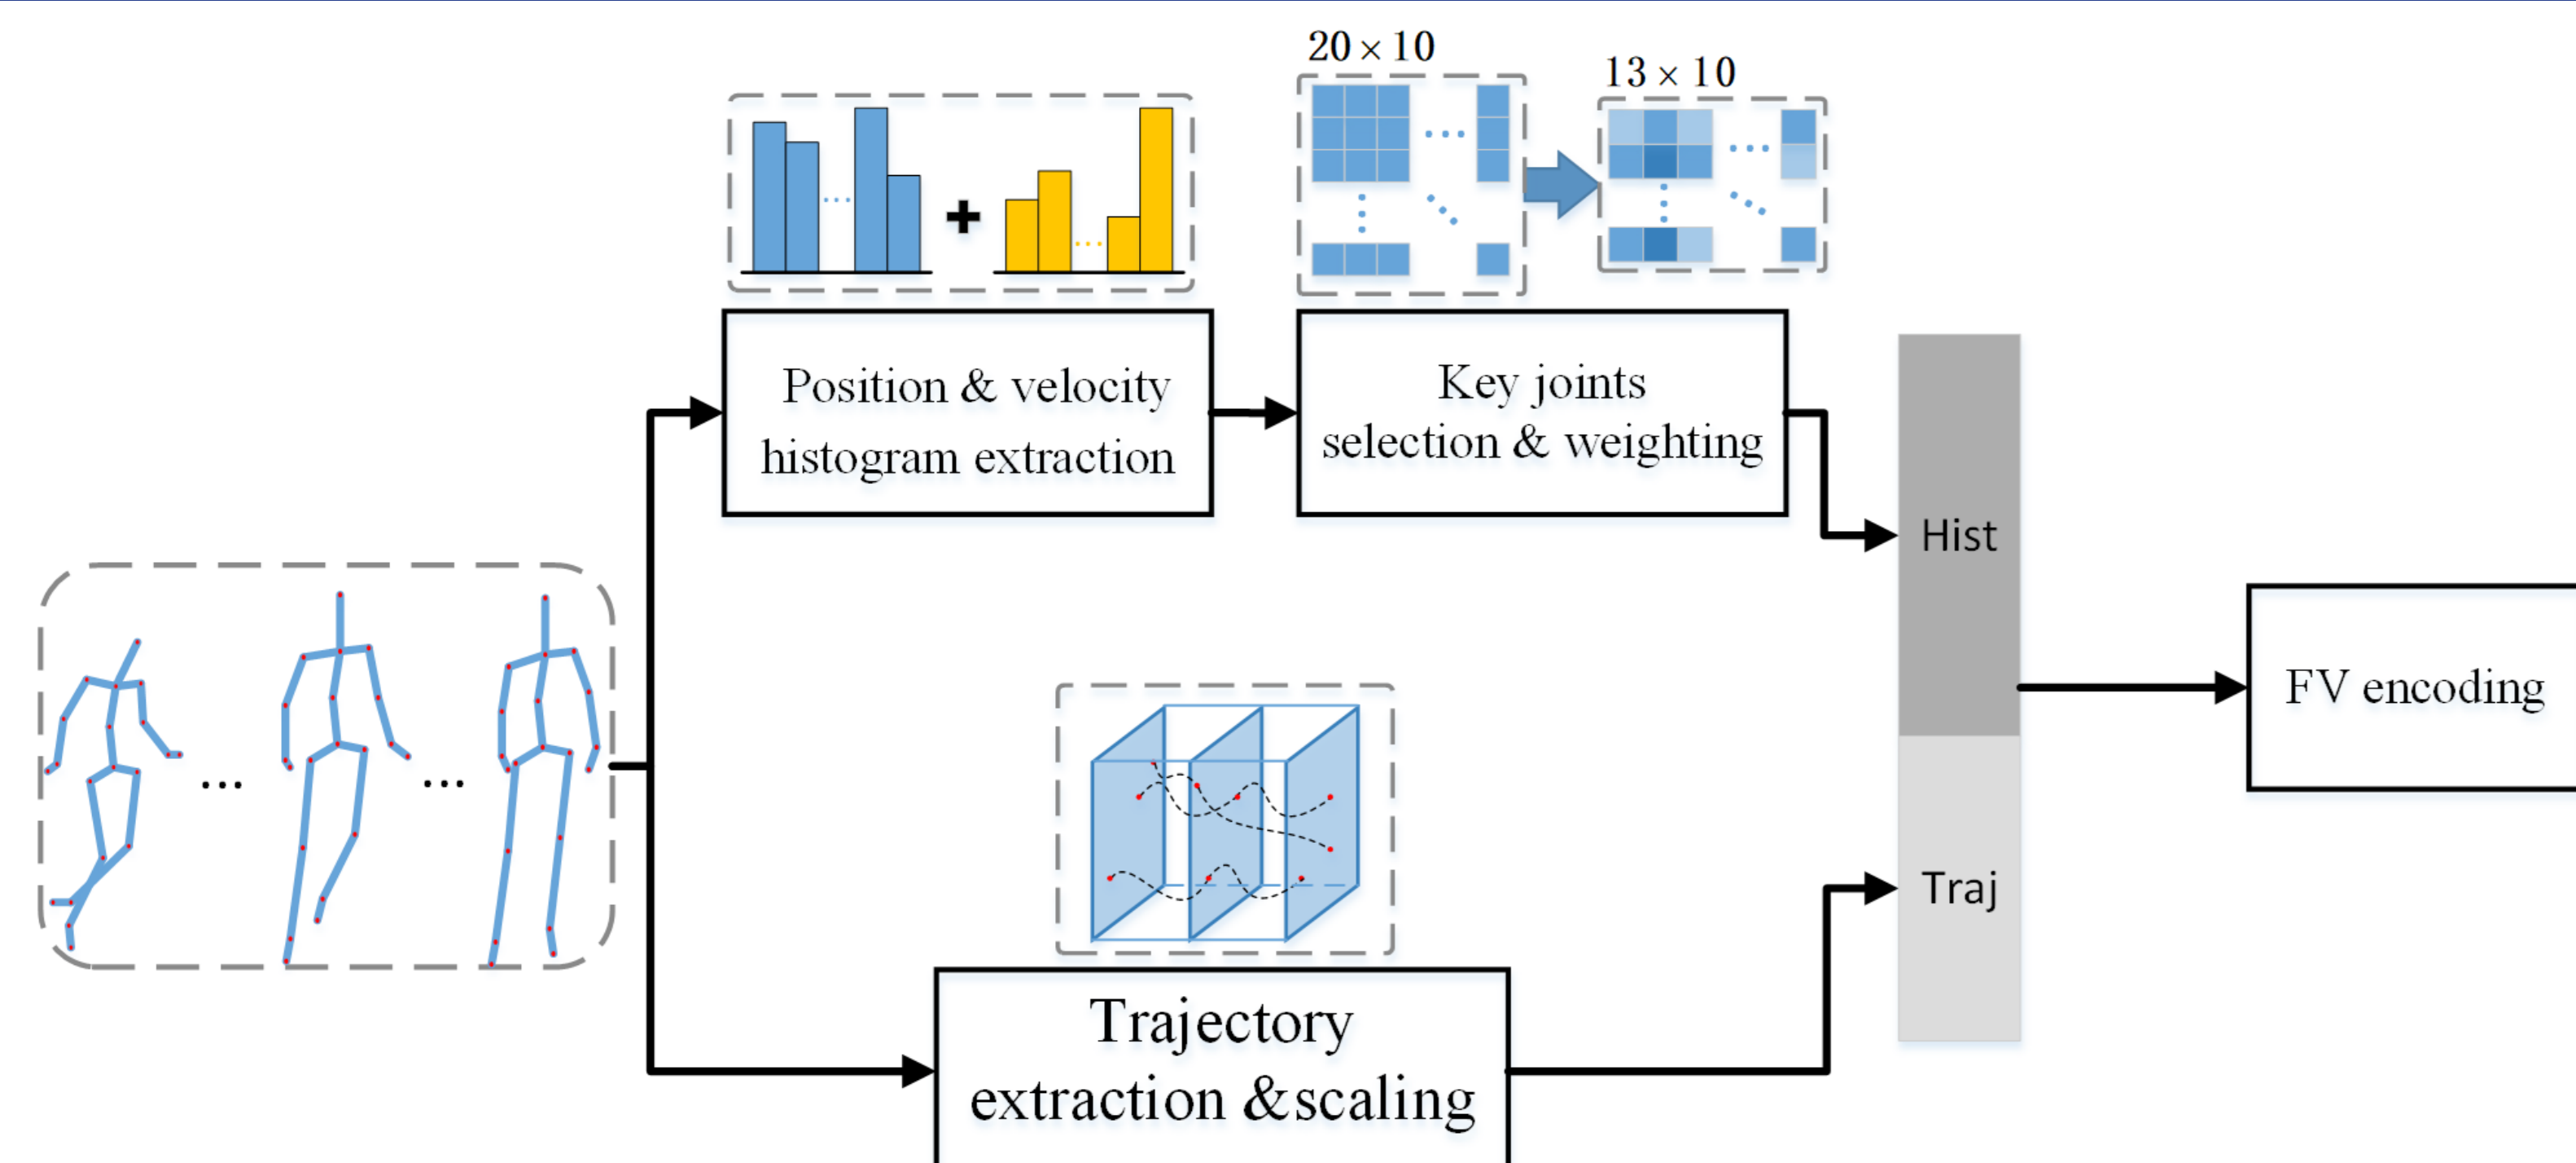 20×10
13×10
Position & velocity
histogram extraction
Key joints
selection & weighting
Hist
FV encoding
Traj
Trajectory
extraction &scaling